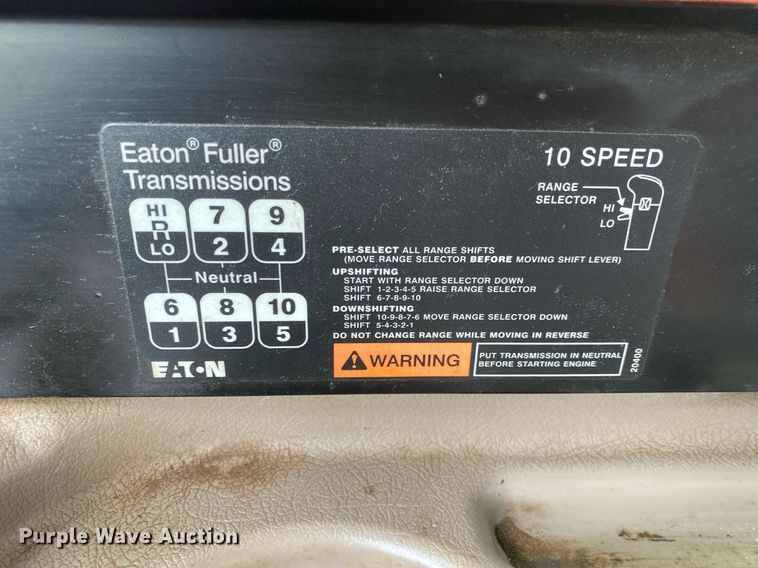 Eaton® Fuller®
Transmissions
10 SPEED
RANGE
SELECTOR
HI
LO
HI
R
LO
7
2
9
4
Neutral
6
1
8
3
10
5
EATON
PRE-SELECT ALL RANGE SHIFTS
(MOVE RANGE SELECTOR BEFORE MOVING SHIFT LEVER)
UPSHIFTING
START WITH RANGE SELECTOR DOWN
SHIFT 1-2-3-4-5 RAISE RANGE SELECTOR
SHIFT 6-7-8-9-10
DOWNSHIFTING
SHIFT 10-9-8-7-6 MOVE RANGE SELECTOR DOWN
SHIFT 5-4-3-2-1
DO NOT CHANGE RANGE WHILE MOVING IN REVERSE
WARNING
PUT TRANSMISSION IN NEUTRAL
BEFORE STARTING ENGINE
20400
Purple Wave Auction